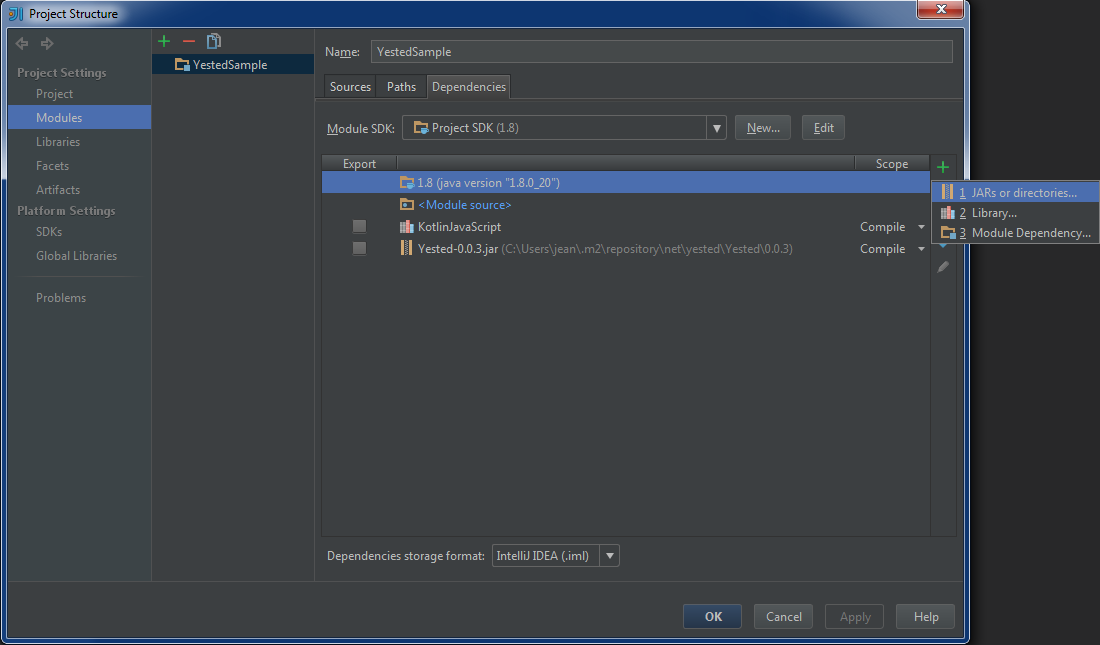 Project Structure
Project Settings
Project
Modules
Libraries
Facets
Artifacts
Platform Settings
SDKs
Global Libraries
Problems
YestedSample
Name: YestedSample
Sources Paths Dependencies
Module SDK: Project SDK (1.8) New... Edit
Export Scope
1.8 (java version "1.8.0_20")
<Module source>
KotlinJavaScript Compile
Yested-0.0.3.jar (C:\Users\jean\.m2\repository\net\yested\Yested\0.0.3) Compile
1 JARs or directories...
2 Library...
3 Module Dependency...
Dependencies storage format: IntelliJ IDEA (.iml)
OK Cancel Apply Help